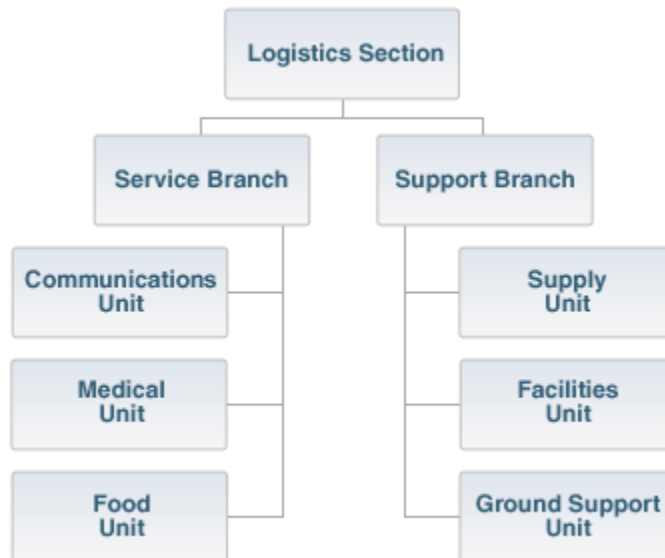 Logistics Section
Service Branch
Support Branch
Communications
Unit
Supply
Unit
Medical
Unit
Facilities
Unit
Food
Unit
Ground Support
Unit